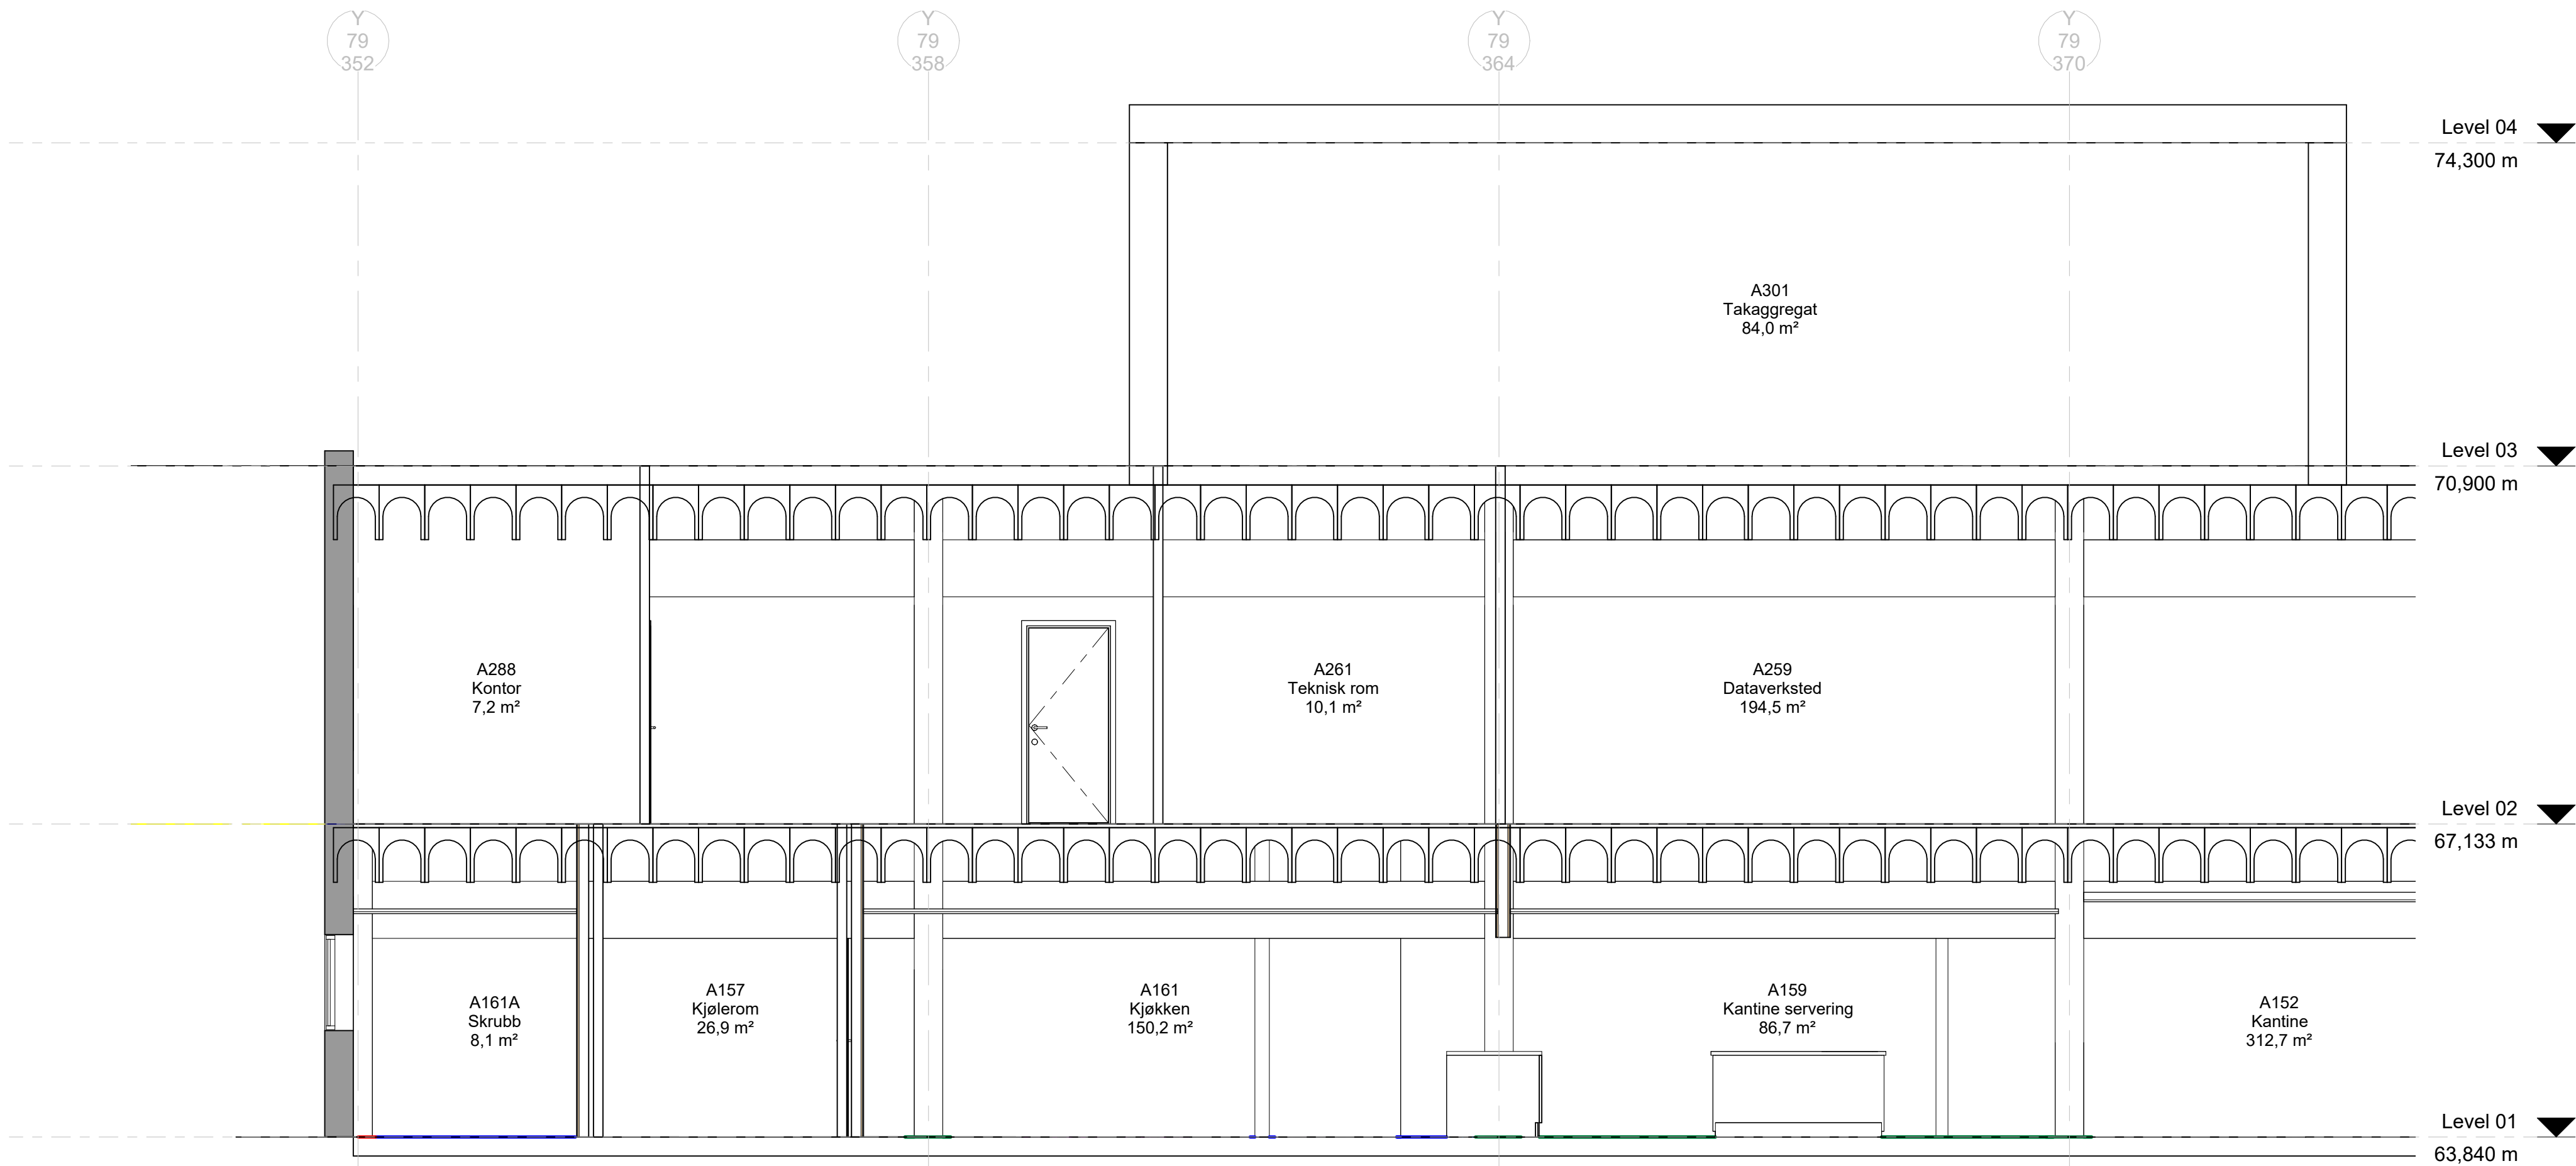 Y
79
352
Y
79
358
Y
79
364
Y
79
370
Level 04
74,300 m
A301
Takaggregat
84,0 m²
Level 03
70,900 m
A288
Kontor
7,2 m²
A261
Teknisk rom
10,1 m²
A259
Dataverksted
194,5 m²
Level 02
67,133 m
A161A
Skrubb
8,1 m²
A157
Kjølerom
26,9 m²
A161
Kjøkken
150,2 m²
A159
Kantine servering
86,7 m²
A152
Kantine
312,7 m²
Level 01
63,840 m